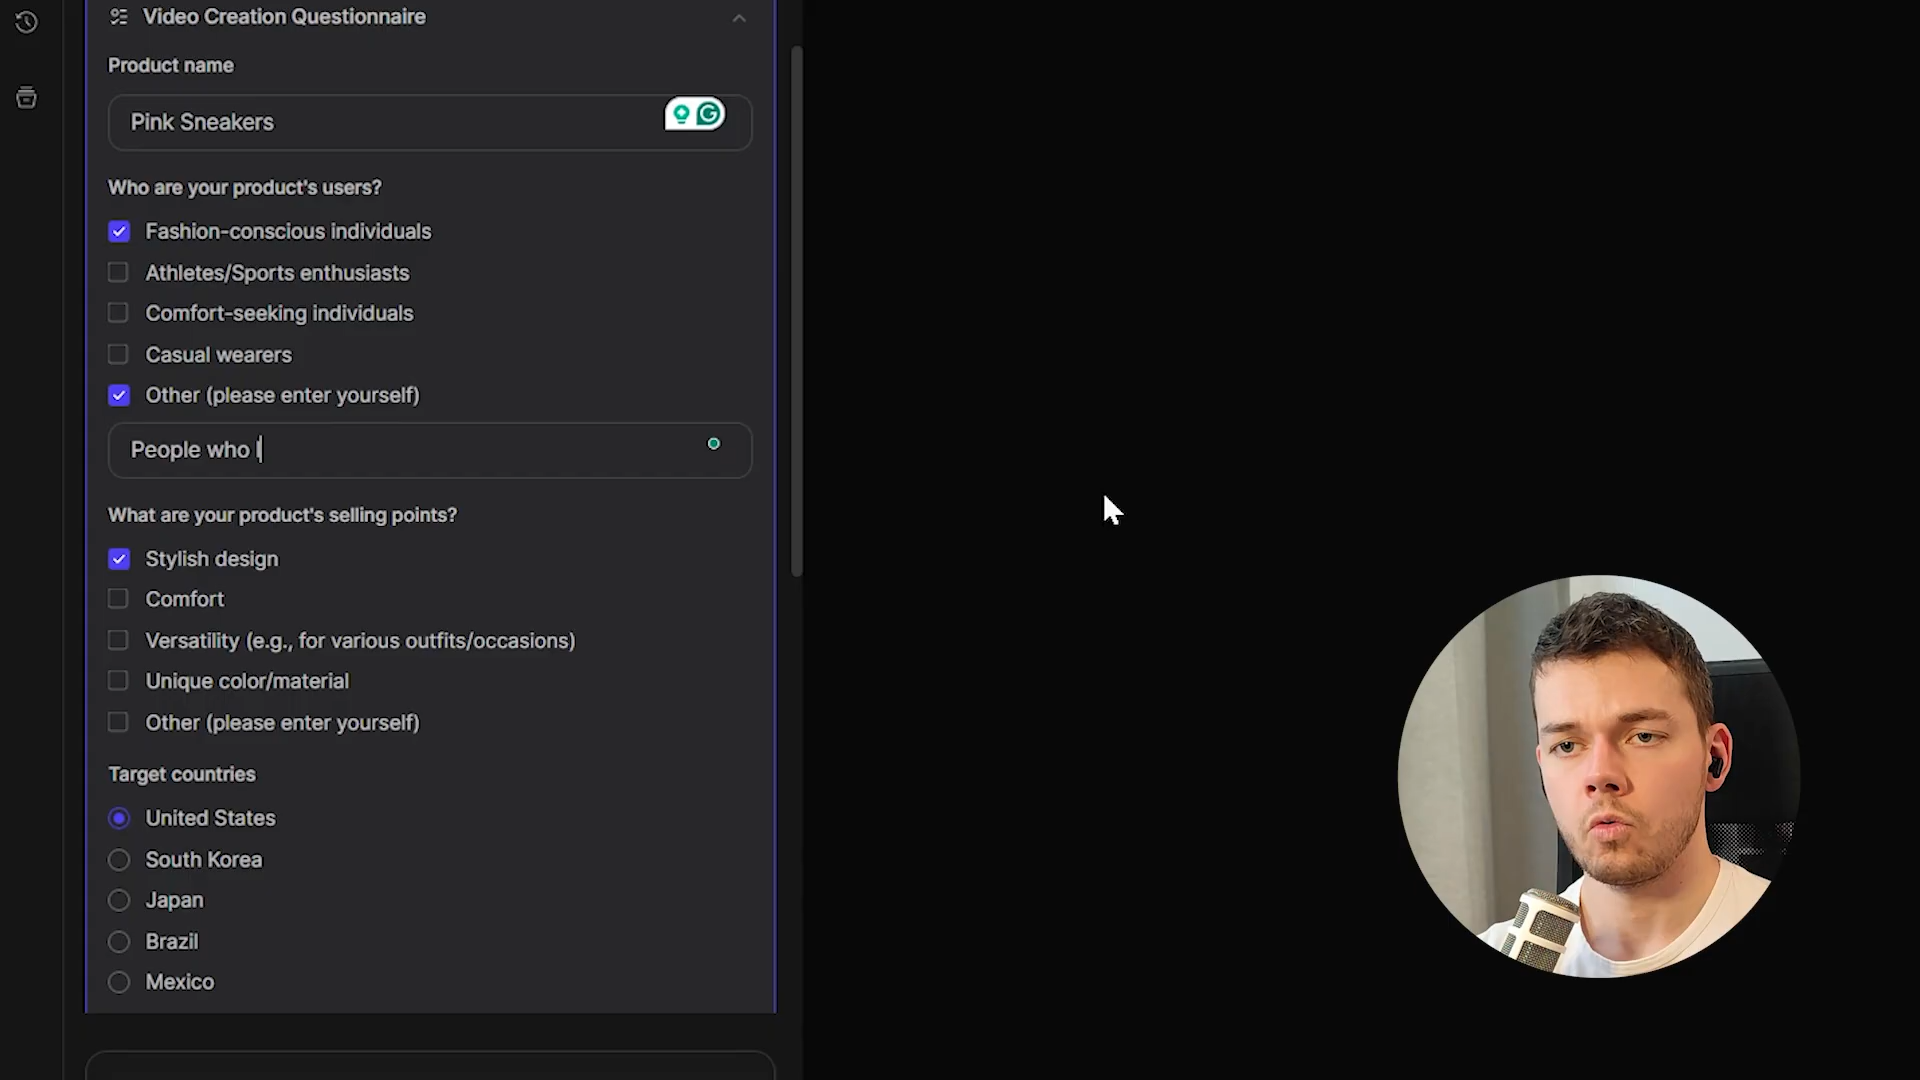 Video Creation Questionnaire
Product name
Pink Sneakers
Who are your product's users?
Fashion-conscious individuals
Athletes/Sports enthusiasts
Comfort-seeking individuals
Casual wearers
Other (please enter yourself)
People who l
What are your product's selling points?
Stylish design
Comfort
Versatility (e.g., for various outfits/occasions)
Unique color/material
Other (please enter yourself)
Target countries
United States
South Korea
Japan
Brazil
Mexico